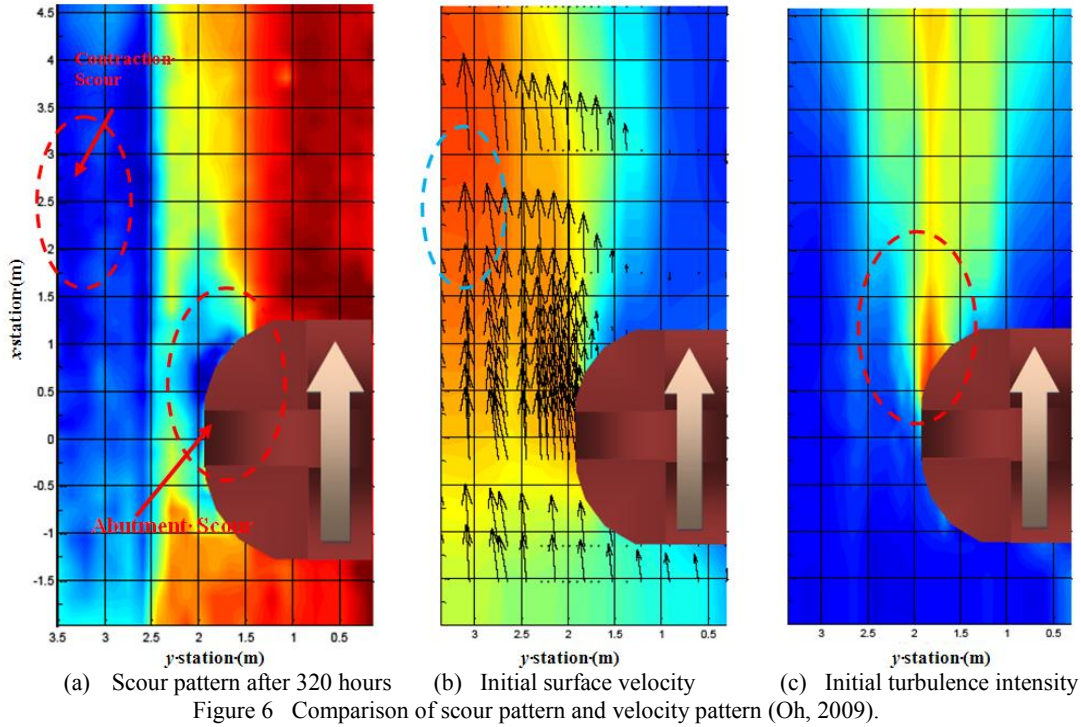 4.5
4
3.5
3
2.5
2
1.5
1
0.5
0
-0.5
-1
-1.5
x·station·(m)
Contraction·
Scour
Abutment·Scour
3.5 3 2.5 2 1.5 1 0.5
3 2.5 2 1.5 1 0.5
3 2.5 2 1.5 1 0.5
y·station·(m)
y·station·(m)
y·station·(m)
(a) Scour pattern after 320 hours
(b) Initial surface velocity
(c) Initial turbulence intensity
Figure 6 Comparison of scour pattern and velocity pattern (Oh, 2009).